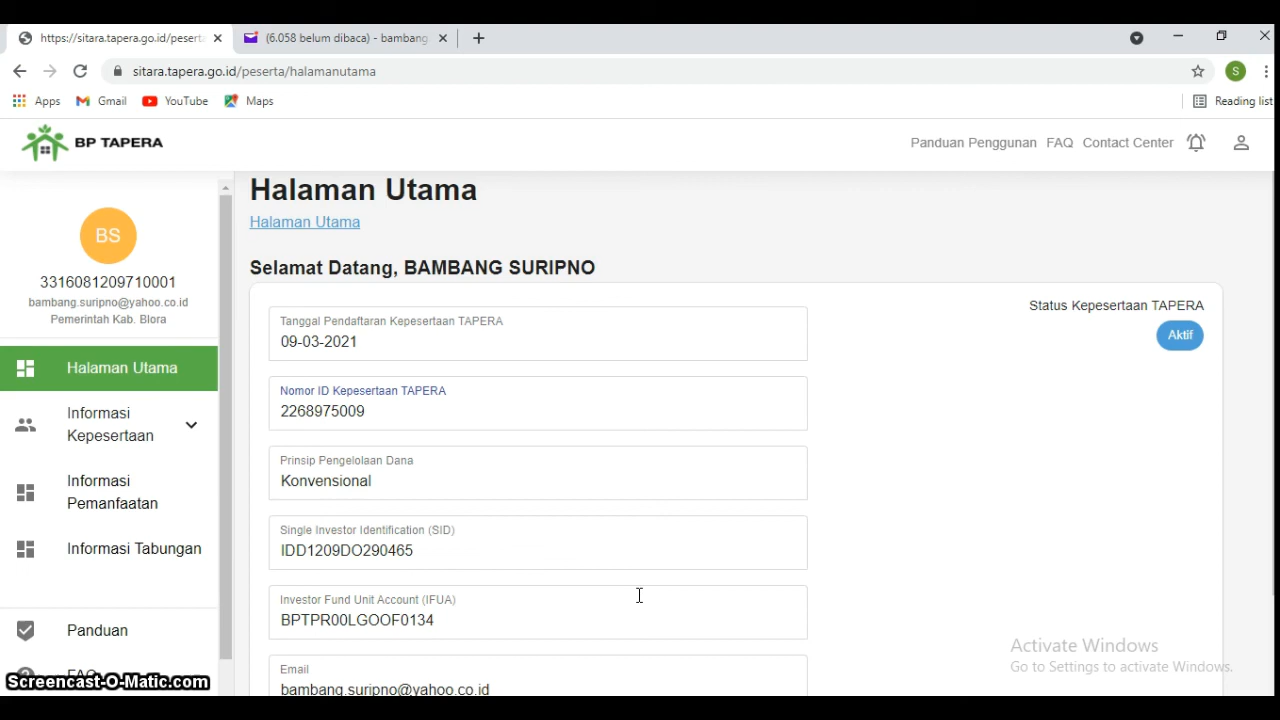 https://sitara.tapera.go.id/pesert
(6.058 belum dibaca) - bambang
sitara.tapera.go.id/peserta/halamanutama
S
Apps
Gmail
YouTube
Maps
Reading list
BP TAPERA
Panduan Penggunan
FAQ
Contact Center
BS
3316081209710001
bambang.suripno@yahoo.co.id
Pemerintah Kab. Blora
Halaman Utama
Informasi
Kepesertaan
Informasi
Pemanfaatan
Informasi Tabungan
Panduan
FAQ
Halaman Utama
Halaman Utama
Selamat Datang, BAMBANG SURIPNO
Status Kepesertaan TAPERA
Aktif
Tanggal Pendaftaran Kepesertaan TAPERA
09-03-2021
Nomor ID Kepesertaan TAPERA
2268975009
Prinsip Pengelolaan Dana
Konvensional
Single Investor Identification (SID)
IDD1209DO290465
Investor Fund Unit Account (IFUA)
BPTPR00LGOOF0134
Email
bambang.suripno@yahoo.co.id
Activate Windows
Go to Settings to activate Windows.
Screencast-O-Matic.com